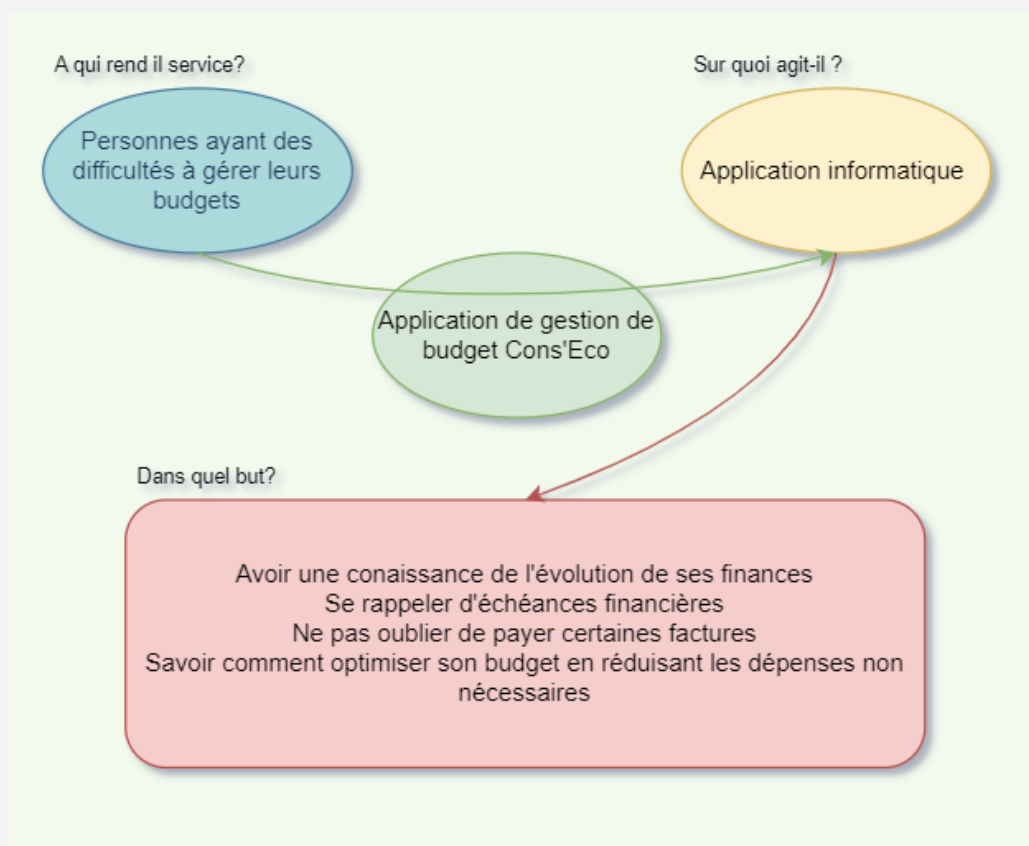 A qui rend il service?
Sur quoi agit-il ?
Personnes ayant des
difficultés à gérer leurs
budgets
Application informatique
Application de gestion de
budget Cons'Eco
Dans quel but?
Avoir une conaissance de l'évolution de ses finances
Se rappeler d'échéances financières
Ne pas oublier de payer certaines factures
Savoir comment optimiser son budget en réduisant les dépenses non
nécessaires